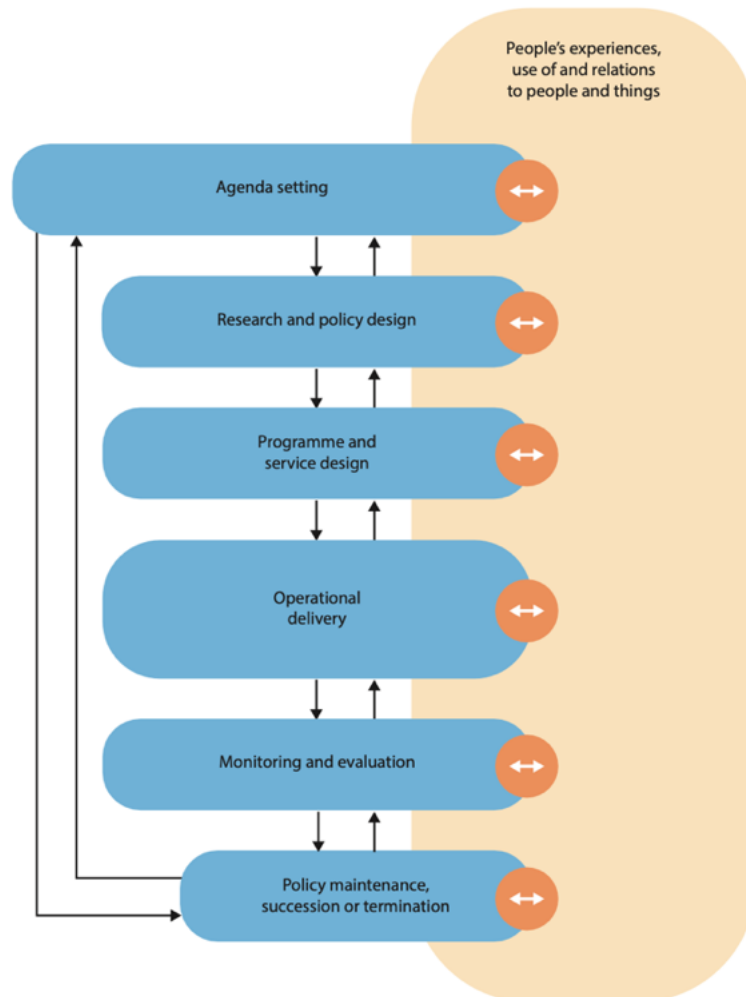 People's experiences,
use of and relations
to people and things
Agenda setting
Research and policy design
Programme and
service design
Operational
delivery
Monitoring and evaluation
Policy maintenance,
succession or termination